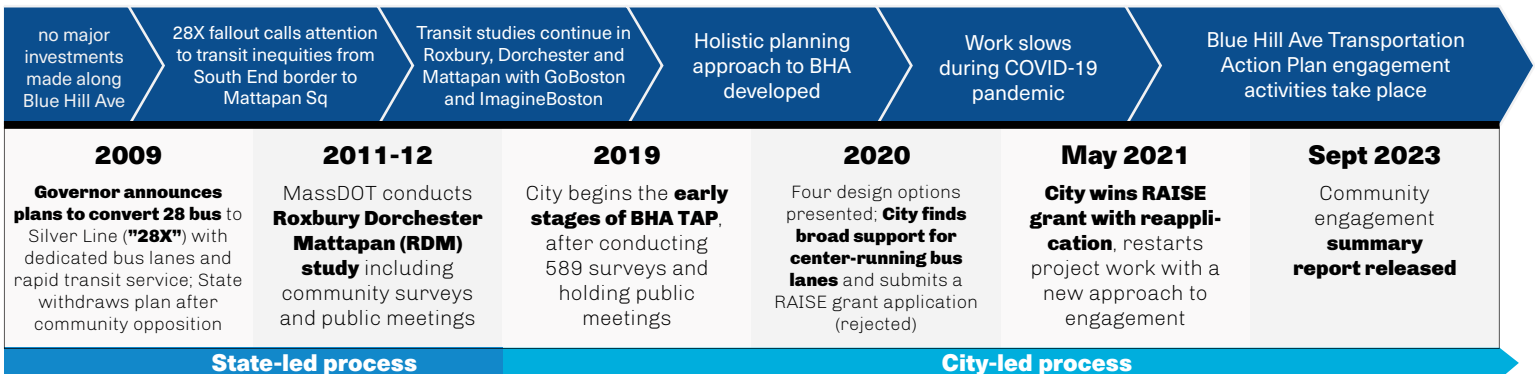 no major
investments
made along
Blue Hill Ave
28X fallout calls attention
to transit inequities from
South End border to
Mattapan Sq
Transit studies continue in
Roxbury, Dorchester and
Mattapan with GoBoston
and ImagineBoston
Holistic planning
approach to BHA
developed
Work slows
during COVID-19
pandemic
Blue Hill Ave Transportation
Action Plan engagement
activities take place
2009
Governor announces
plans to convert 28 bus to
Silver Line ("28X") with
dedicated bus lanes and
rapid transit service; State
withdraws plan after
community opposition
2011-12
MassDOT conducts
Roxbury Dorchester
Mattapan (RDM)
study including
community surveys
and public meetings
2019
City begins the early
stages of BHA TAP,
after conducting
589 surveys and
holding public
meetings
2020
Four design options
presented; City finds
broad support for
center-running bus
lanes and submits a
RAISE grant application
(rejected)
May 2021
City wins RAISE
grant with reappli-
cation, restarts
project work with a
new approach to
engagement
Sept 2023
Community
engagement
summary
report released
State-led process
City-led process